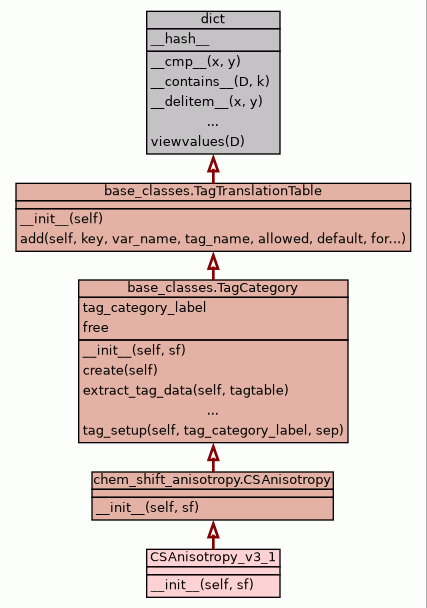 dict
__hash__
__cmp__(x, y)
__contains__(D, k)
__delitem__(x, y)
...
viewvalues(D)
base_classes.TagTranslationTable
__init__(self)
add(self, key, var_name, tag_name, allowed, default, for...)
base_classes.TagCategory
tag_category_label
free
__init__(self, sf)
create(self)
extract_tag_data(self, tagtable)
...
tag_setup(self, tag_category_label, sep)
chem_shift_anisotropy.CSAnisotropy
__init__(self, sf)
CSAnisotropy_v3_1
__init__(self, sf)